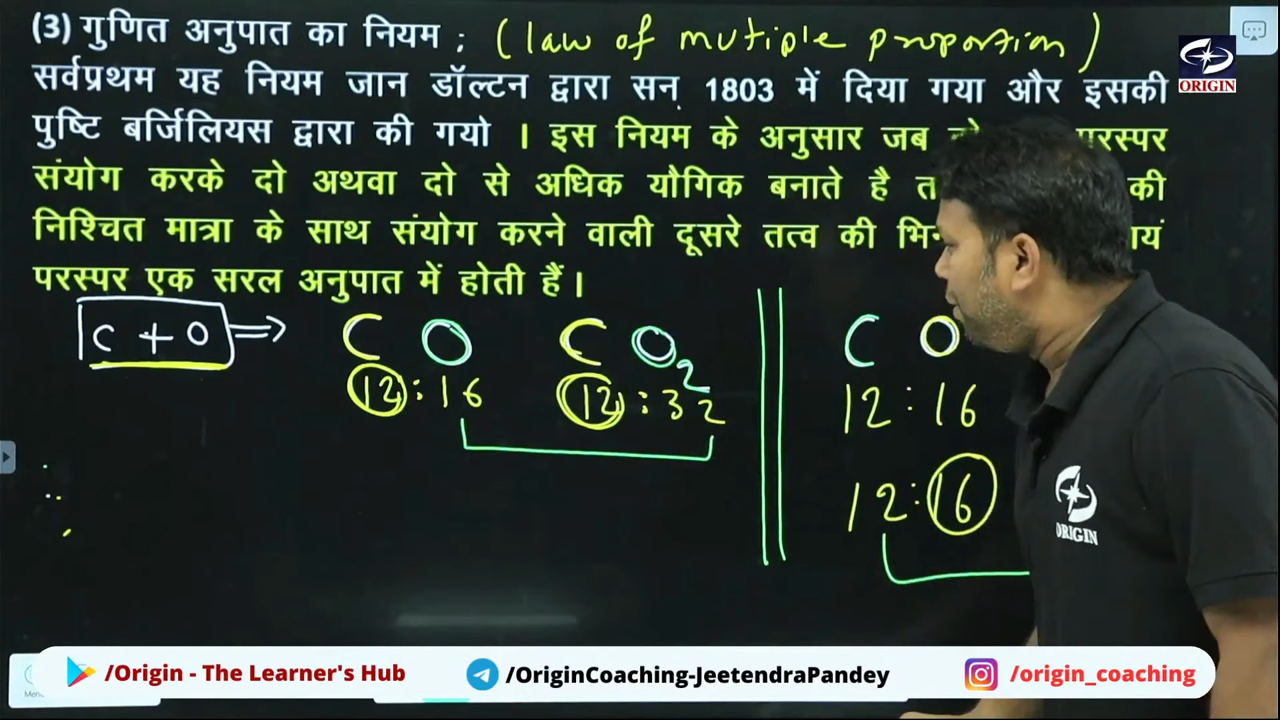 (3) गुणित अनुपात का नियम ; (law of mutiple proportion)
सर्वप्रथम यह नियम जान डॉल्टन द्वारा सन् 1803 में दिया गया और इसकी
पुष्टि बर्जिलियस द्वारा की गयो । इस नियम के अनुसार जब परस्पर
संयोग करके दो अथवा दो से अधिक यौगिक बनाते है की
निश्चित मात्रा के साथ संयोग करने वाली दूसरे तत्व की
परस्पर एक सरल अनुपात में होती हैं ।
C + O ⇒ C O C O2 C O
12 : 16 12 : 32 12 : 16
12 : 16
ORIGIN
ORIGIN
/Origin - The Learner's Hub /OriginCoaching-JeetendraPandey /origin_coaching